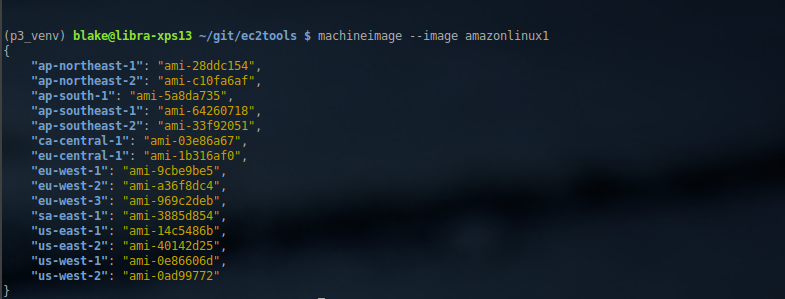 (p3_venv) blake@libra-xps13 ~/git/ec2tools $ machineimage --image amazonlinux1
{
    "ap-northeast-1": "ami-28ddc154",
    "ap-northeast-2": "ami-c10fa6af",
    "ap-south-1": "ami-5a8da735",
    "ap-southeast-1": "ami-64260718",
    "ap-southeast-2": "ami-33f92051",
    "ca-central-1": "ami-03e86a67",
    "eu-central-1": "ami-1b316af0",
    "eu-west-1": "ami-9cbe9be5",
    "eu-west-2": "ami-a36f8dc4",
    "eu-west-3": "ami-969c2deb",
    "sa-east-1": "ami-3885d854",
    "us-east-1": "ami-14c5486b",
    "us-east-2": "ami-40142d25",
    "us-west-1": "ami-0e86606d",
    "us-west-2": "ami-0ad99772"
}